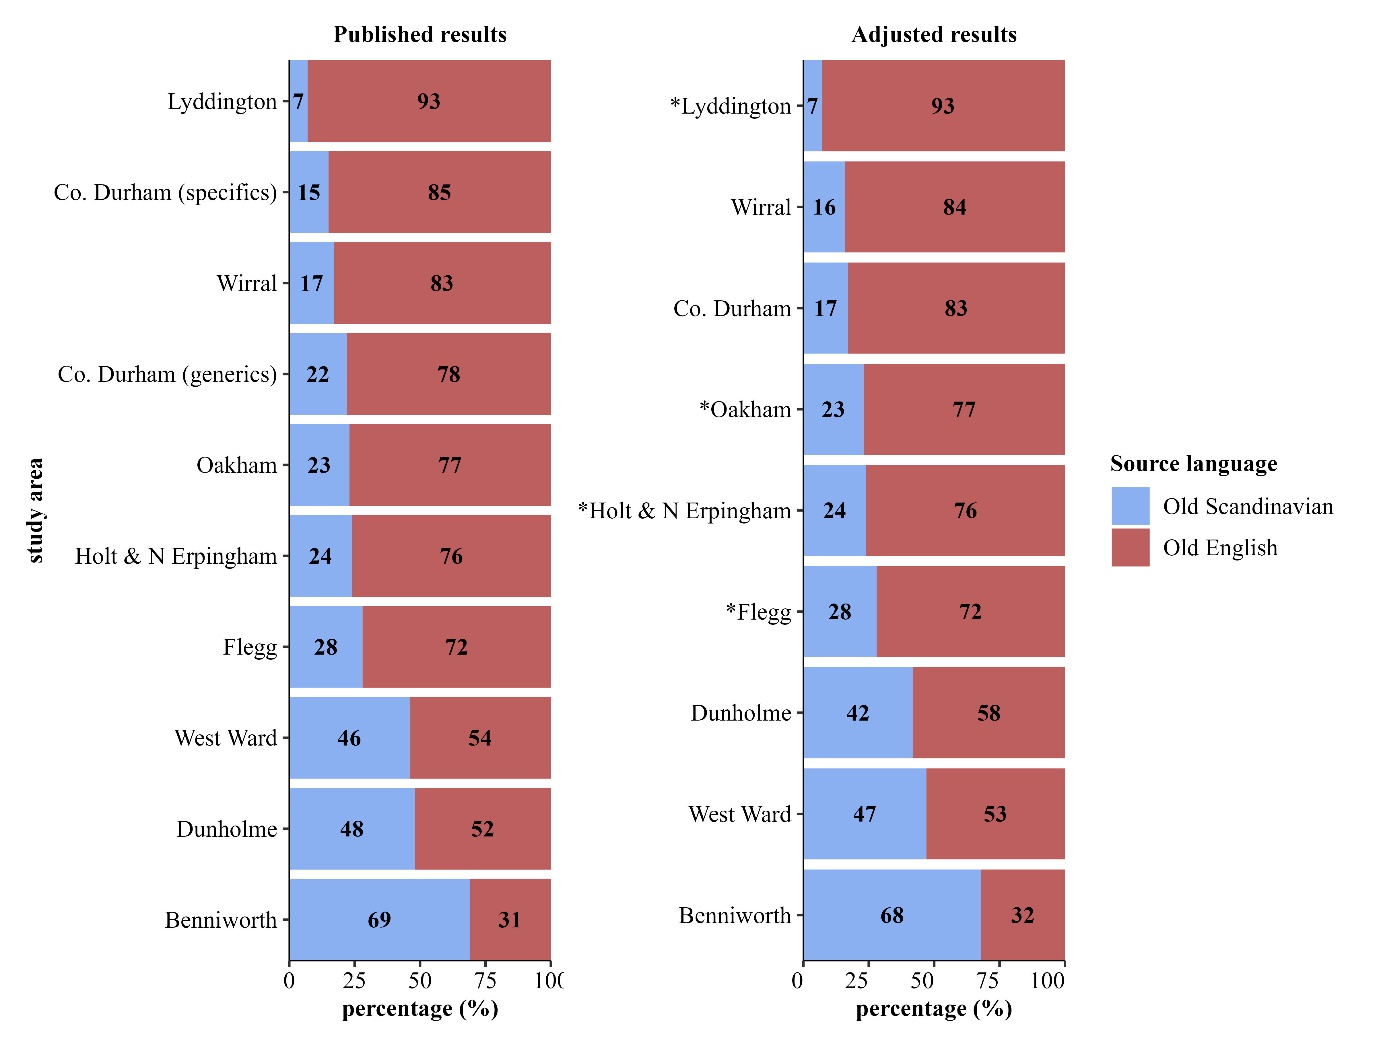 Published results
Lyddington 7 93
Co. Durham (specifics) 15 85
Wirral 17 83
Co. Durham (generics) 22 78
Oakham 23 77
Holt & N Erpingham 24 76
Flegg 28 72
West Ward 46 54
Dunholme 48 52
Benniworth 69 31
0 25 50 75 100
percentage (%)
study area
Adjusted results
*Lyddington 7 93
Wirral 16 84
Co. Durham 17 83
*Oakham 23 77
*Holt & N Erpingham 24 76
*Flegg 28 72
Dunholme 42 58
West Ward 47 53
Benniworth 68 32
0 25 50 75 100
percentage (%)
Source language
Old Scandinavian
Old English